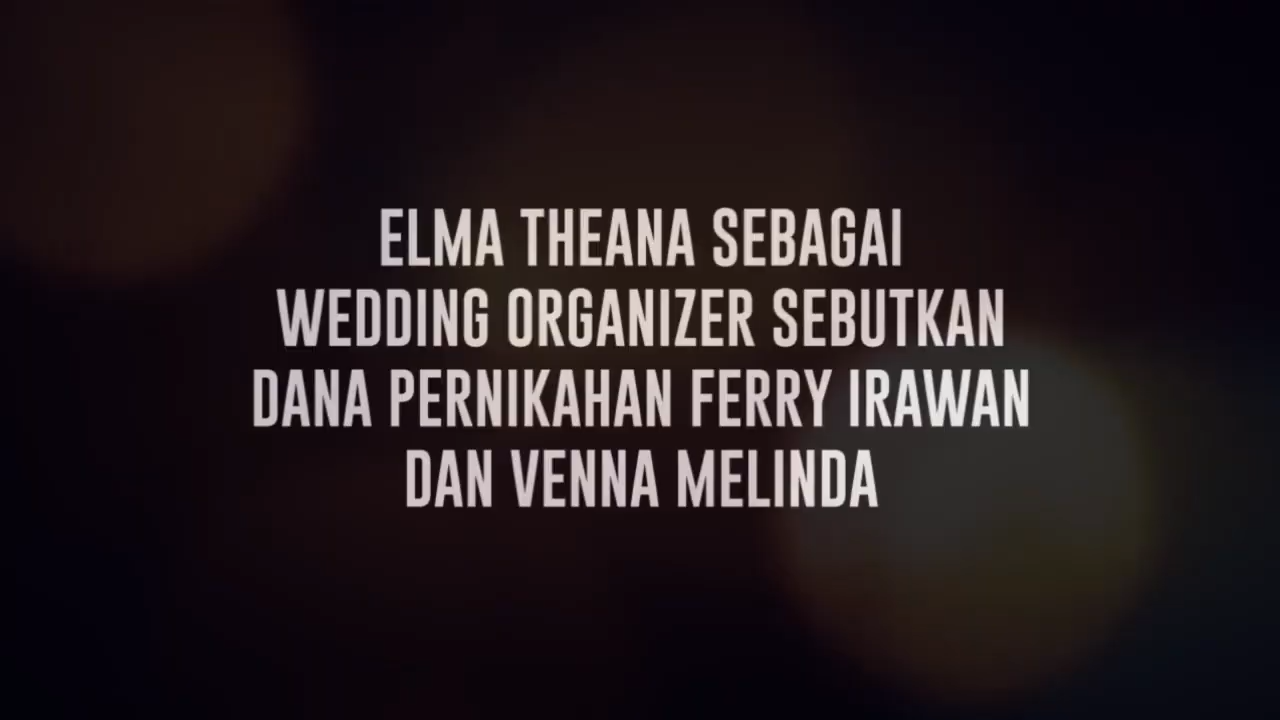 ELMA THEANA SEBAGAI
WEDDING ORGANIZER SEBUTKAN
DANA PERNIKAHAN FERRY IRAWAN
DAN VENNA MELINDA